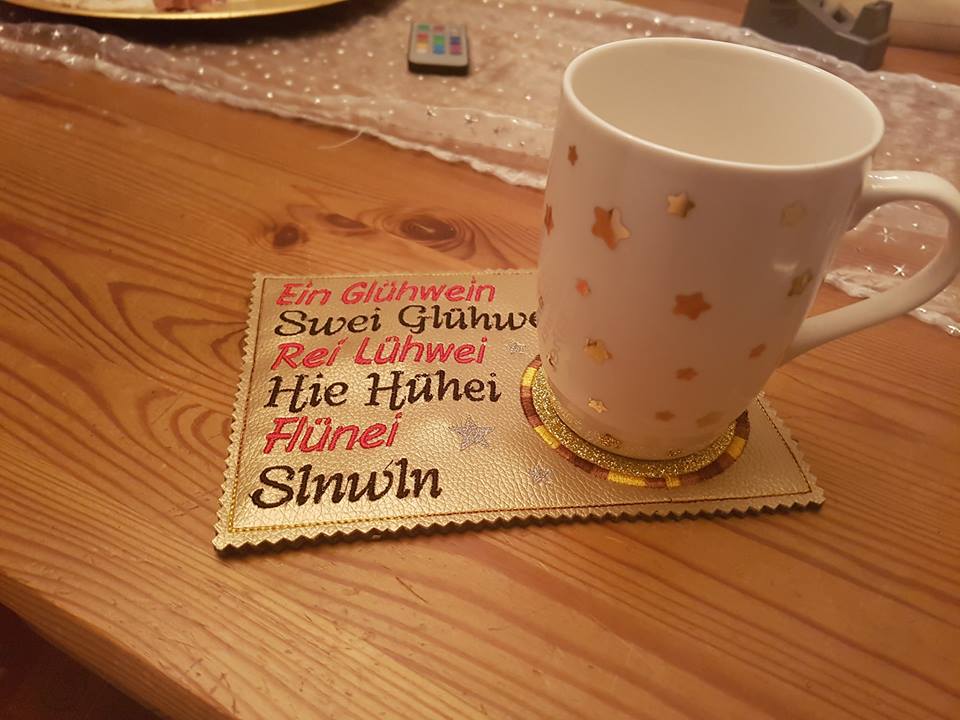 Ein Glühwein
Swei Glühwe
Rei Lühwei
Hie Hühei
Flünei
Slnwln